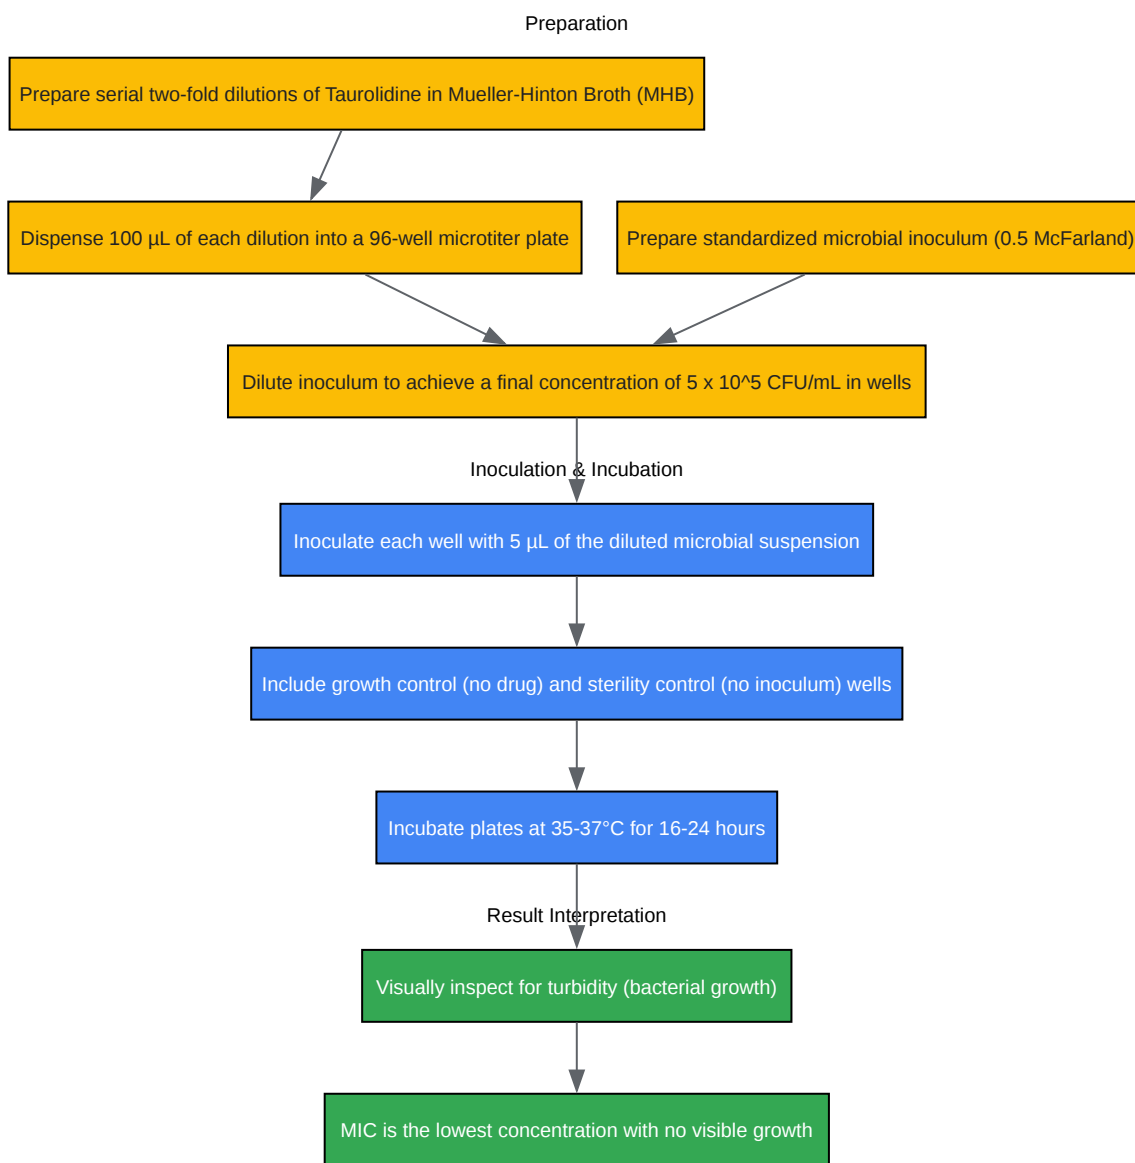 Preparation
Prepare serial two-fold dilutions of Taurolidine in Mueller-Hinton Broth (MHB)
Dispense 100 µL of each dilution into a 96-well microtiter plate
Prepare standardized microbial inoculum (0.5 McFarland)
Dilute inoculum to achieve a final concentration of 5 x 10^5 CFU/mL in wells
Inoculation & Incubation
Inoculate each well with 5 µL of the diluted microbial suspension
Include growth control (no drug) and sterility control (no inoculum) wells
Incubate plates at 35-37°C for 16-24 hours
Result Interpretation
Visually inspect for turbidity (bacterial growth)
MIC is the lowest concentration with no visible growth